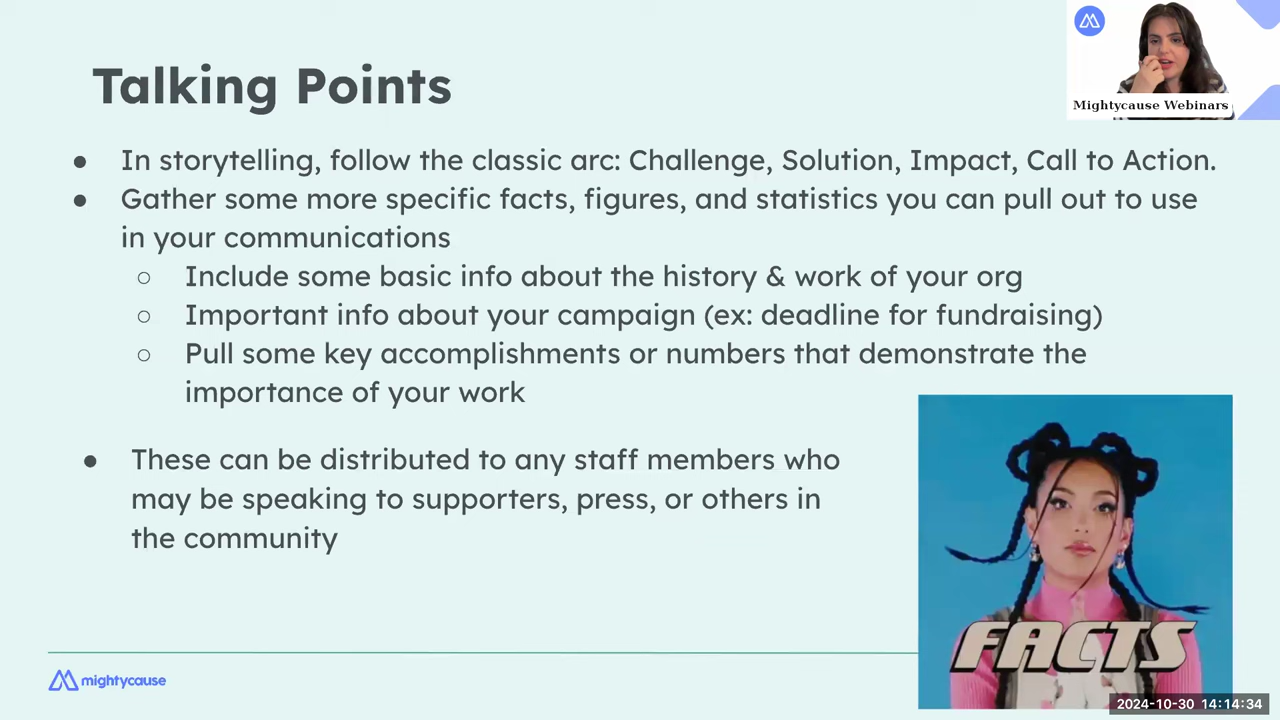 Talking Points
Mightycause Webinars
● In storytelling, follow the classic arc: Challenge, Solution, Impact, Call to Action.
● Gather some more specific facts, figures, and statistics you can pull out to use
in your communications
○ Include some basic info about the history & work of your org
○ Important info about your campaign (ex: deadline for fundraising)
○ Pull some key accomplishments or numbers that demonstrate the
importance of your work
● These can be distributed to any staff members who
may be speaking to supporters, press, or others in
the community
FACTS
mightycause
2024-10-30 14:14:34